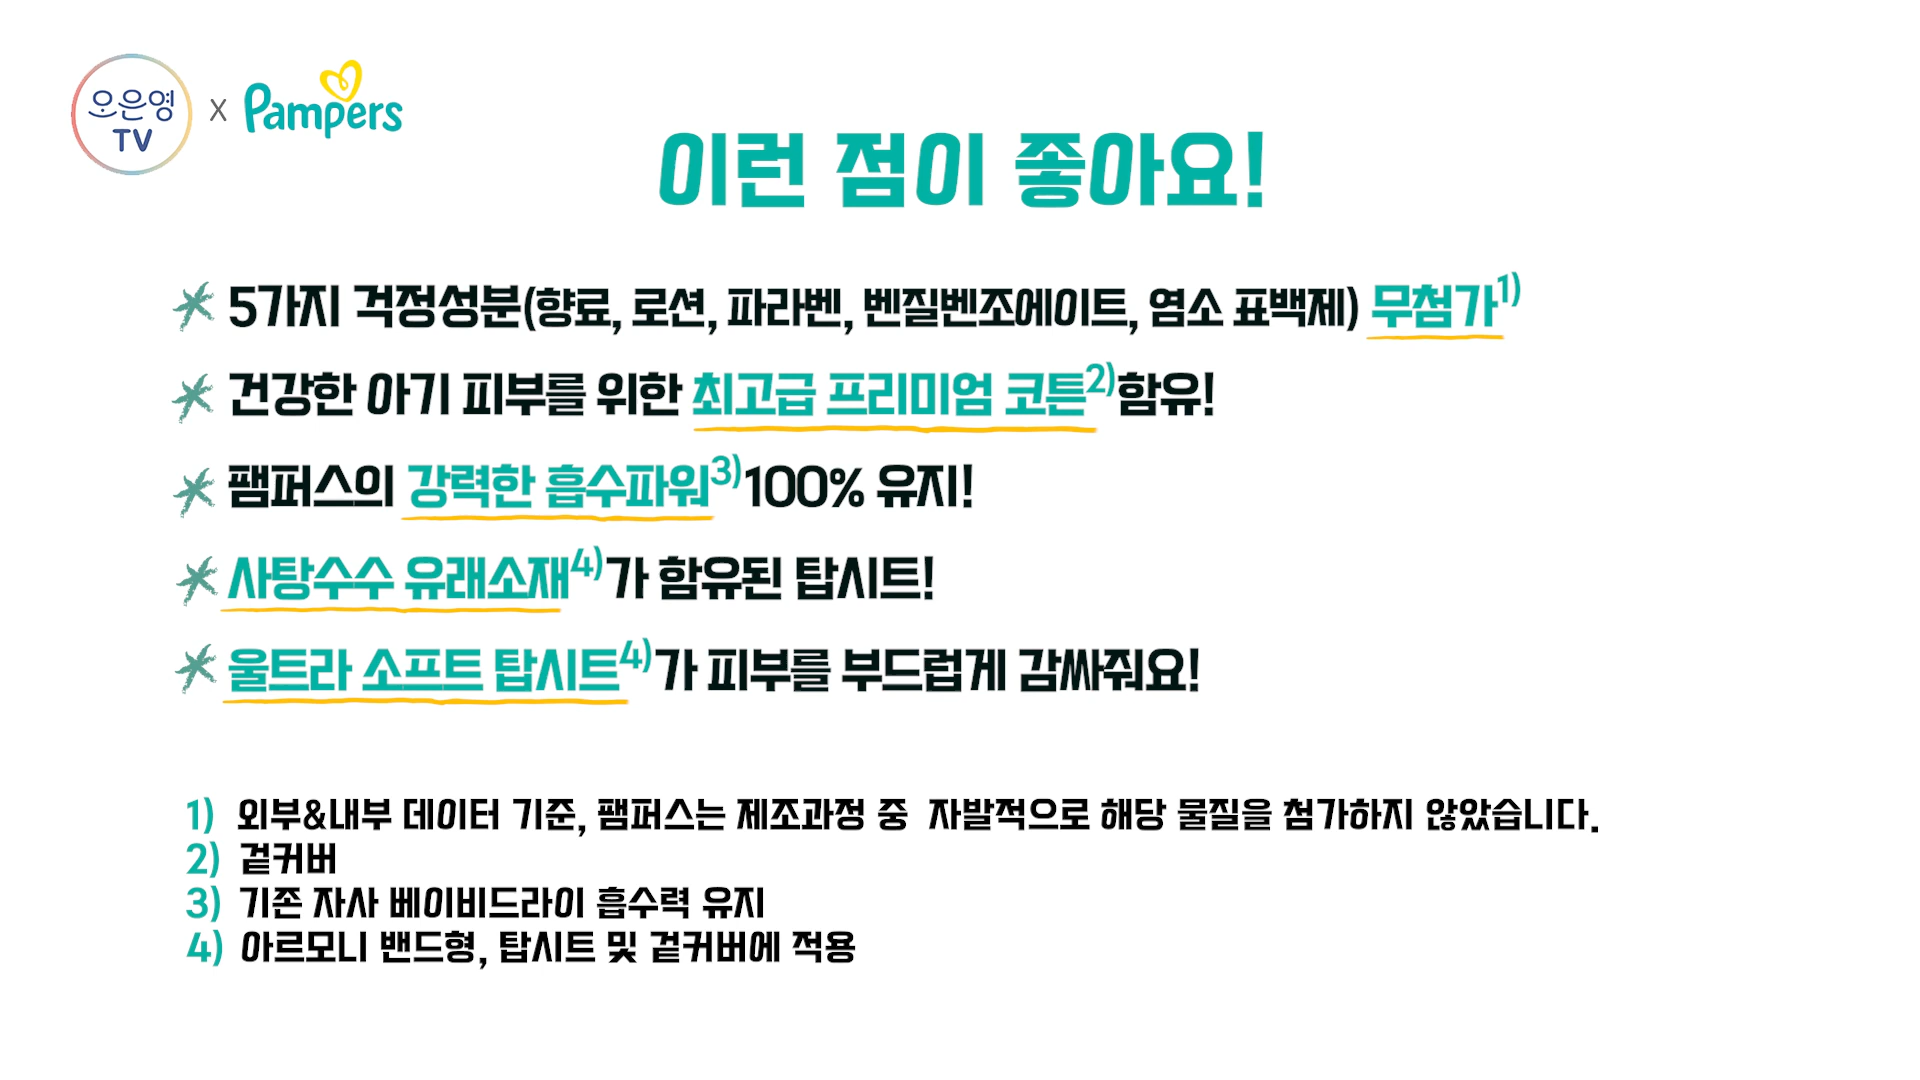 오은영
TV
X Pampers
이런 점이 좋아요!
5가지 걱정성분(향료, 로션, 파라벤, 벤질벤조에이트, 염소 표백제) 무첨가1)
건강한 아기 피부를 위한 최고급 프리미엄 코튼2)함유!
팸퍼스의 강력한 흡수파워3)100% 유지!
사탕수수 유래소재4)가 함유된 탑시트!
울트라 소프트 탑시트4)가 피부를 부드럽게 감싸줘요!
1) 외부&내부 데이터 기준, 팸퍼스는 제조과정 중 자발적으로 해당 물질을 첨가하지 않았습니다.
2) 겉커버
3) 기존 자사 베이비드라이 흡수력 유지
4) 아르모니 밴드형, 탑시트 및 겉커버에 적용